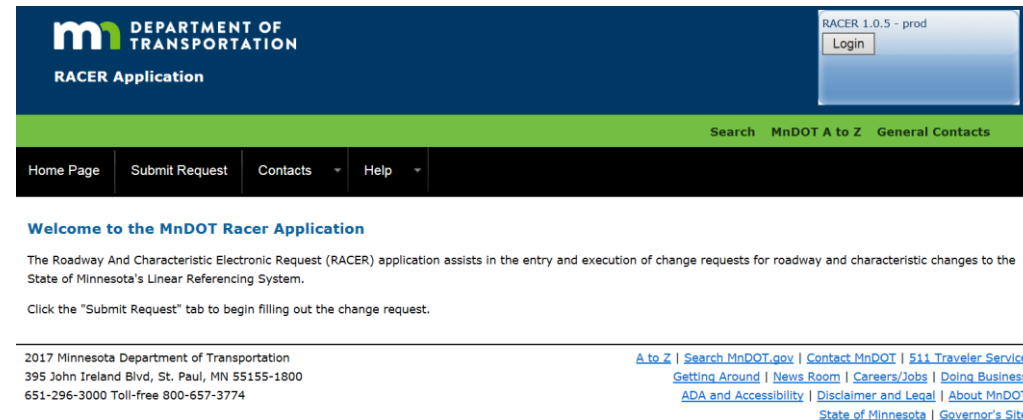 DEPARTMENT OF
TRANSPORTATION
RACER Application
RACER 1.0.5 - prod
Login
Search MnDOT A to Z General Contacts
Home Page Submit Request Contacts Help
Welcome to the MnDOT Racer Application
The Roadway And Characteristic Electronic Request (RACER) application assists in the entry and execution of change requests for roadway and characteristic changes to the
State of Minnesota's Linear Referencing System.
Click the "Submit Request" tab to begin filling out the change request.
2017 Minnesota Department of Transportation
395 John Ireland Blvd, St. Paul, MN 55155-1800
651-296-3000 Toll-free 800-657-3774
A to Z | Search MnDOT.gov | Contact MnDOT | 511 Traveler Service
Getting Around | News Room | Careers/Jobs | Doing Business
ADA and Accessibility | Disclaimer and Legal | About MnDOT
State of Minnesota | Governor's Site